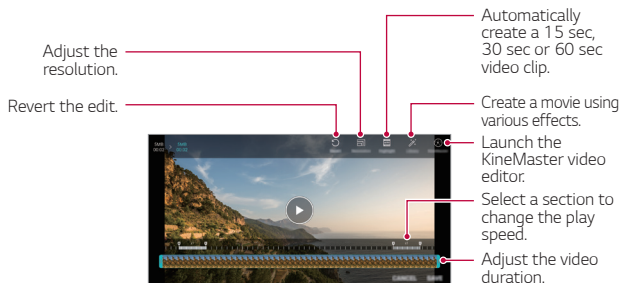 Adjust the
resolution.
Revert the edit.
Automatically
create a 15 sec,
30 sec or 60 sec
video clip.
Create a movie using
various effects.
Launch the
KineMaster video
editor.
Select a section to
change the play
speed.
Adjust the video
duration.
CANCEL SAVE